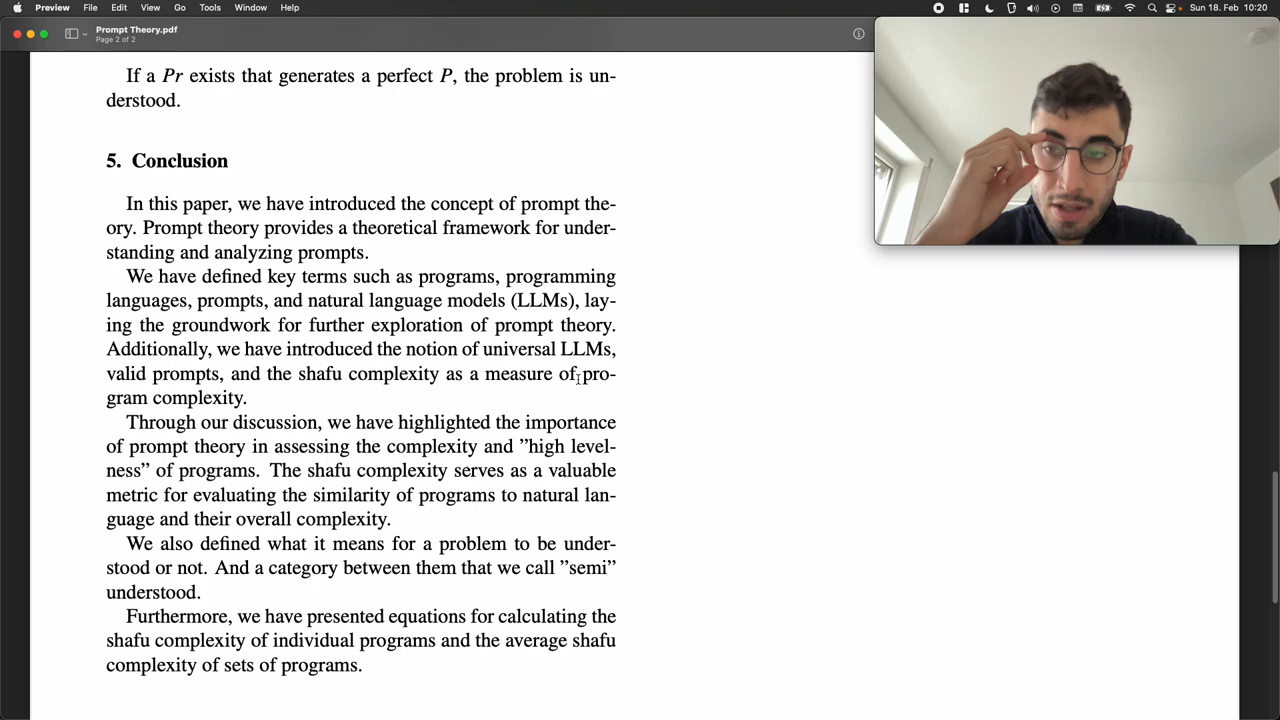 Preview File Edit View Go Tools Window Help Sun 18. Feb 10:20
Prompt Theory.pdf
Page 2 of 2
If a Pr exists that generates a perfect P, the problem is un-
derstood.
5. Conclusion
In this paper, we have introduced the concept of prompt the-
ory. Prompt theory provides a theoretical framework for under-
standing and analyzing prompts.
We have defined key terms such as programs, programming
languages, prompts, and natural language models (LLMs), lay-
ing the groundwork for further exploration of prompt theory.
Additionally, we have introduced the notion of universal LLMs,
valid prompts, and the shafu complexity as a measure of pro-
gram complexity.
Through our discussion, we have highlighted the importance
of prompt theory in assessing the complexity and ”high level-
ness” of programs. The shafu complexity serves as a valuable
metric for evaluating the similarity of programs to natural lan-
guage and their overall complexity.
We also defined what it means for a problem to be under-
stood or not. And a category between them that we call ”semi”
understood.
Furthermore, we have presented equations for calculating the
shafu complexity of individual programs and the average shafu
complexity of sets of programs.